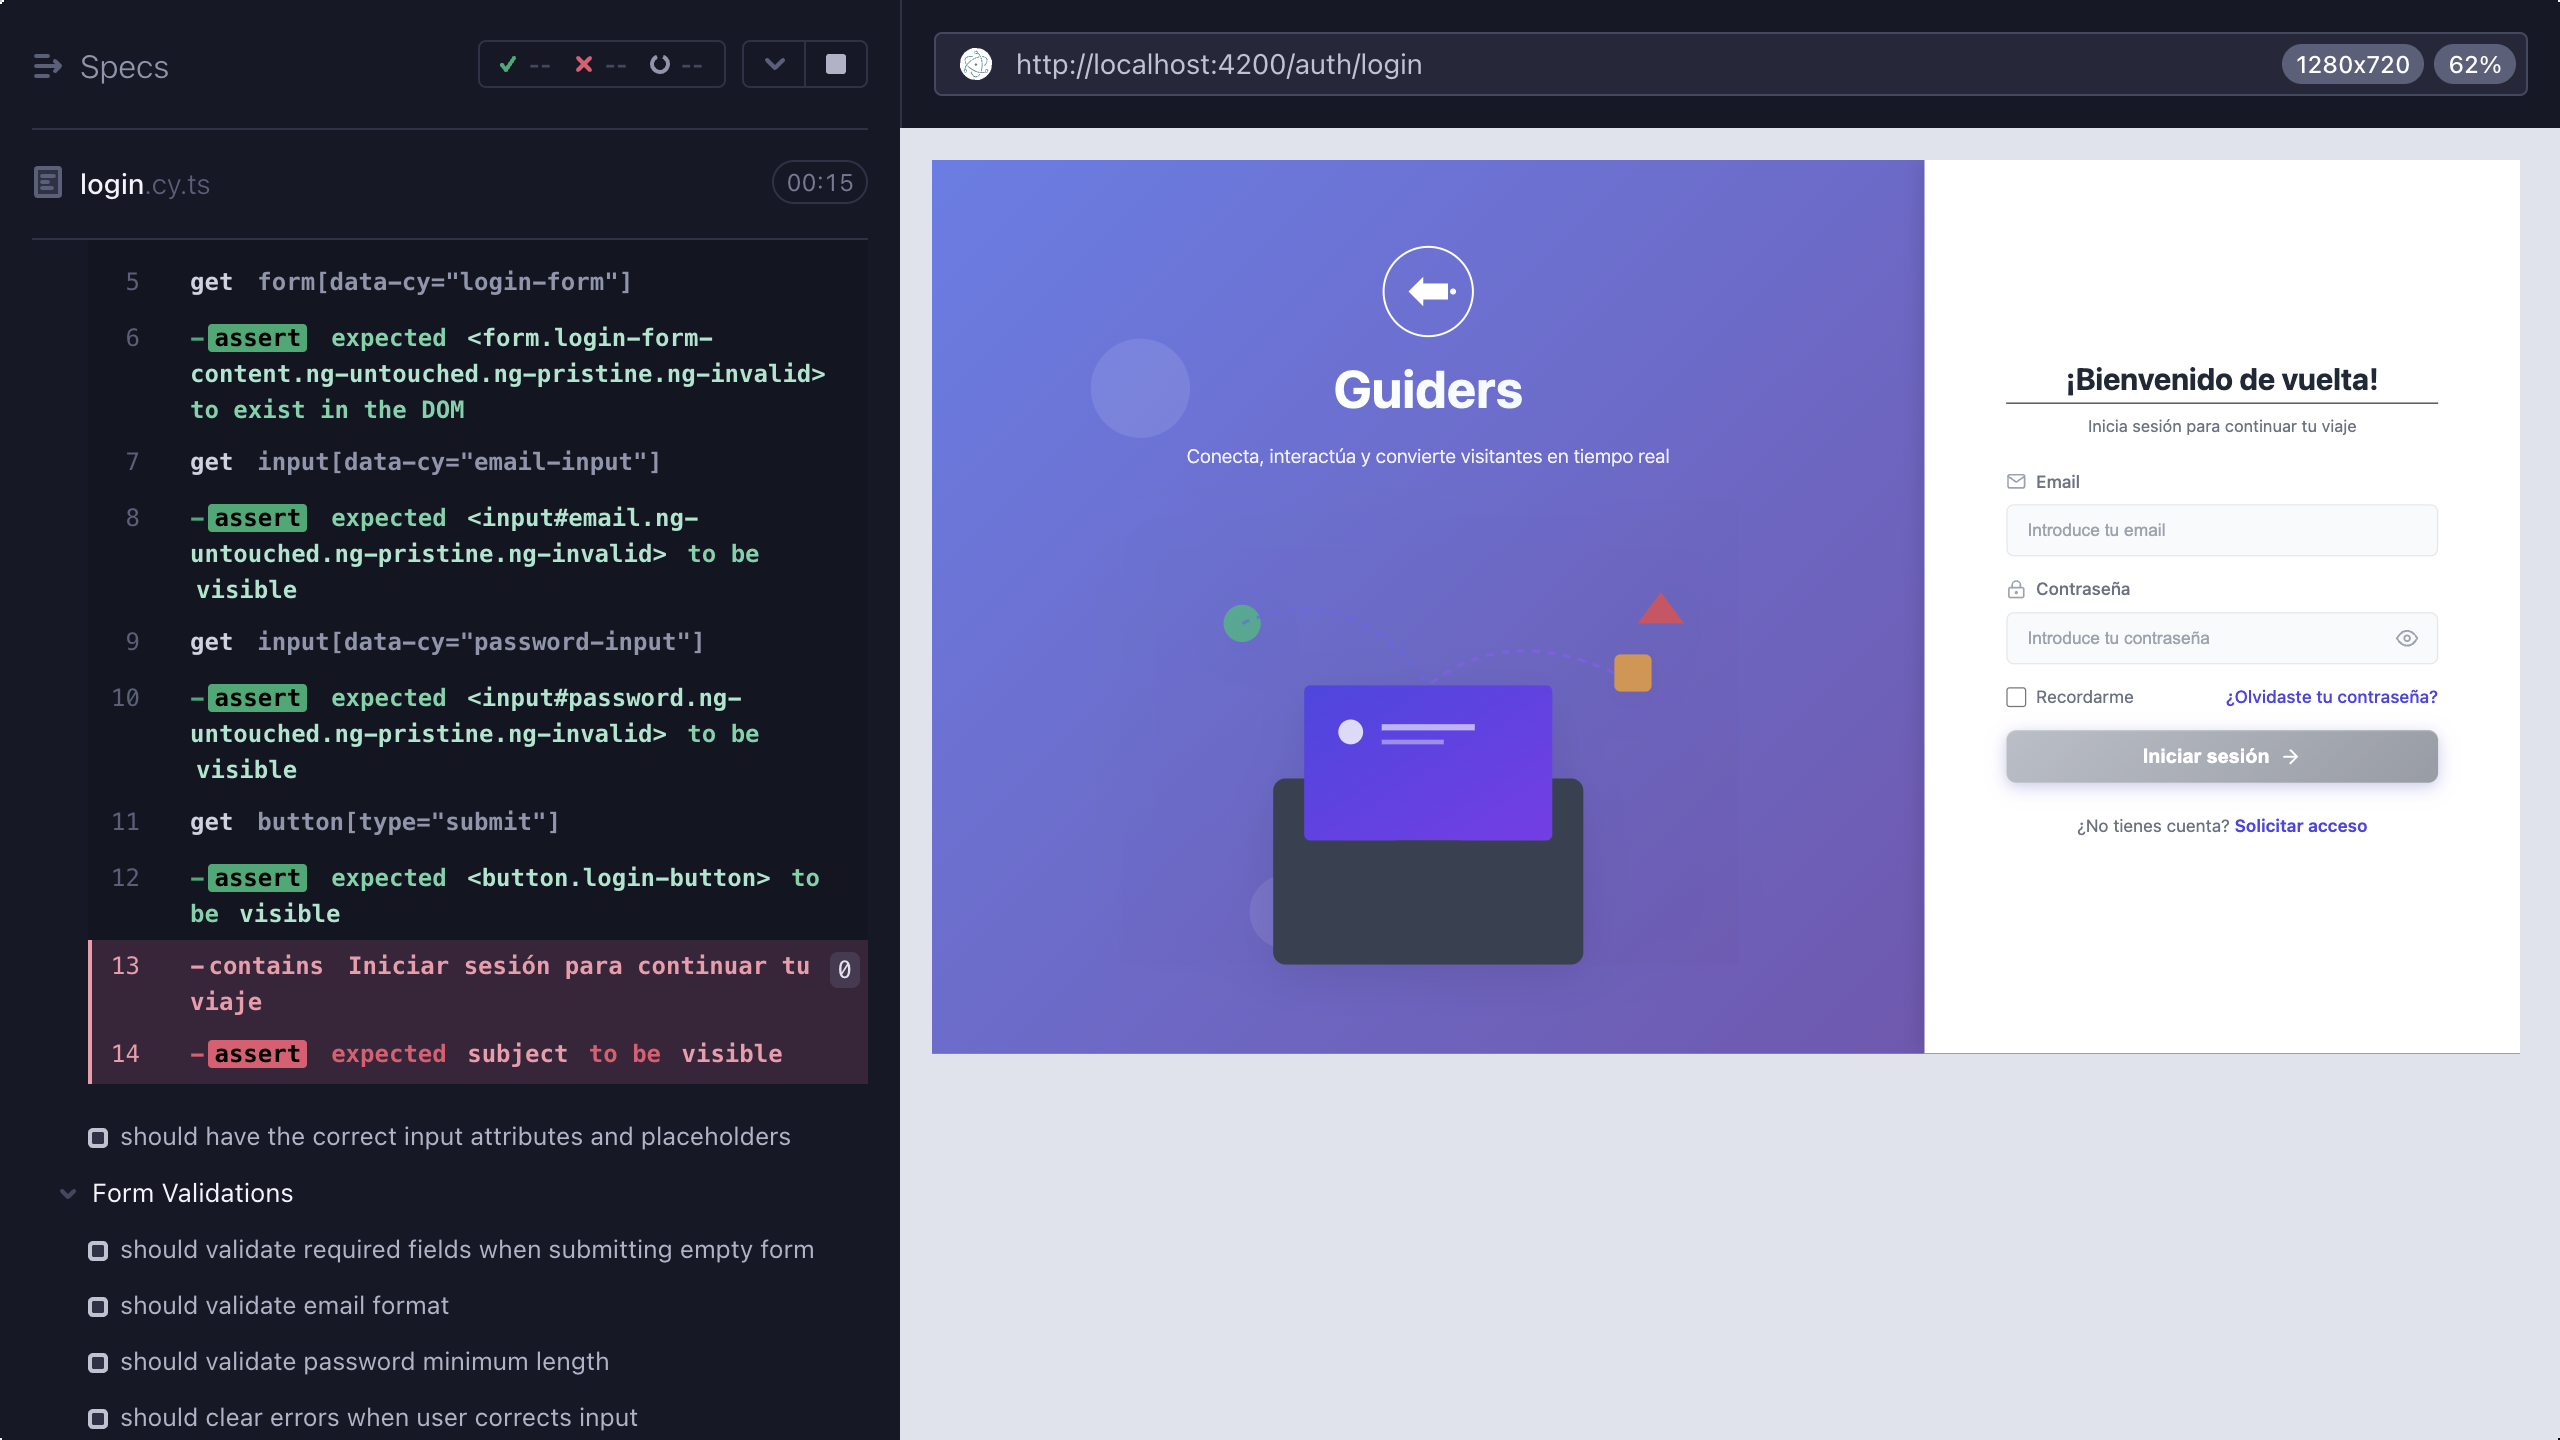 Specs
-- -- --
login.cy.ts
00:15
5 get form[data-cy="login-form"]
6 -assert expected <form.login-form-
content.ng-untouched.ng-pristine.ng-invalid>
to exist in the DOM
7 get input[data-cy="email-input"]
8 -assert expected <input#email.ng-
untouched.ng-pristine.ng-invalid> to be
visible
9 get input[data-cy="password-input"]
10 -assert expected <input#password.ng-
untouched.ng-pristine.ng-invalid> to be
visible
11 get button[type="submit"]
12 -assert expected <button.login-button> to
be visible
13 -contains Iniciar sesión para continuar tu 0
viaje
14 -assert expected subject to be visible
should have the correct input attributes and placeholders
Form Validations
should validate required fields when submitting empty form
should validate email format
should validate password minimum length
should clear errors when user corrects input
http://localhost:4200/auth/login
1280x720 62%
Guiders
Conecta, interactúa y convierte visitantes en tiempo real
¡Bienvenido de vuelta!
Inicia sesión para continuar tu viaje
Email
Introduce tu email
Contraseña
Introduce tu contraseña
Recordarme ¿Olvidaste tu contraseña?
Iniciar sesión →
¿No tienes cuenta? Solicitar acceso